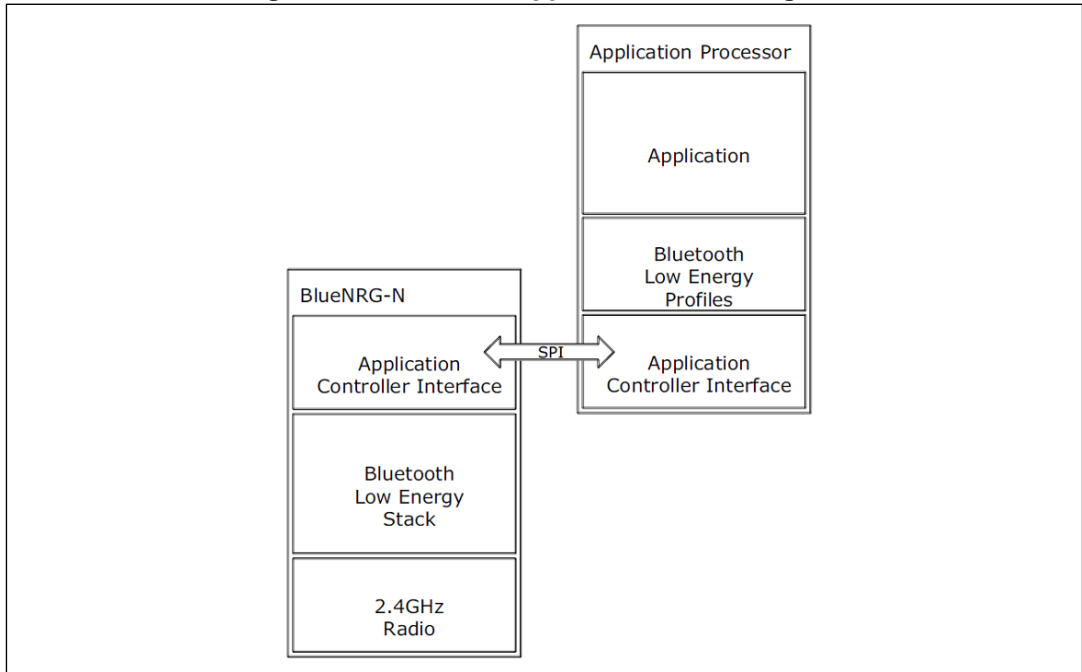 Application Processor
Application
Bluetooth
Low Energy
Profiles
Application
Controller Interface
SPI
BlueNRG-N
Application
Controller Interface
Bluetooth
Low Energy
Stack
2.4GHz
Radio